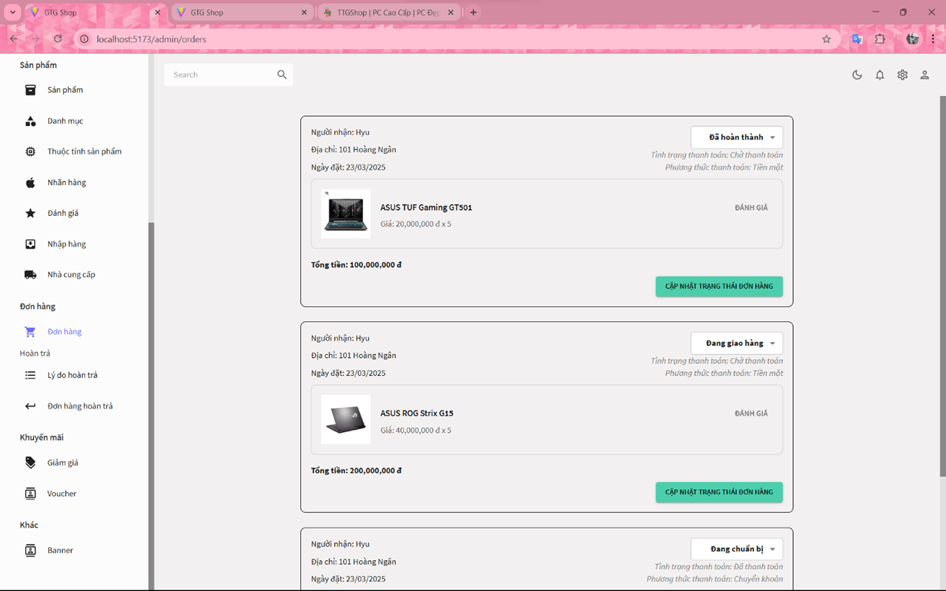 GTG Shop
GTG Shop
TTGShop | PC Cao Cấp | PC Đẹ
localhost:5173/admin/orders
Sản phẩm
Sản phẩm
Danh mục
Thuộc tính sản phẩm
Nhãn hàng
Đánh giá
Nhập hàng
Nhà cung cấp
Đơn hàng
Đơn hàng
Hoàn trả
Lý do hoàn trả
Đơn hàng hoàn trả
Khuyến mãi
Giảm giá
Voucher
Khác
Banner
Search
Người nhận: Hyu
Đã hoàn thành
Địa chỉ: 101 Hoàng Ngân
Tình trạng thanh toán: Chờ thanh toán
Ngày đặt: 23/03/2025
Phương thức thanh toán: Tiền mặt
ASUS TUF Gaming GT501
ĐÁNH GIÁ
Giá: 20,000,000 đ x 5
Tổng tiền: 100,000,000 đ
CẬP NHẬT TRẠNG THÁI ĐƠN HÀNG
Người nhận: Hyu
Đang giao hàng
Địa chỉ: 101 Hoàng Ngân
Tình trạng thanh toán: Chờ thanh toán
Ngày đặt: 23/03/2025
Phương thức thanh toán: Tiền mặt
ASUS ROG Strix G15
ĐÁNH GIÁ
Giá: 40,000,000 đ x 5
Tổng tiền: 200,000,000 đ
CẬP NHẬT TRẠNG THÁI ĐƠN HÀNG
Người nhận: Hyu
Đang chuẩn bị
Địa chỉ: 101 Hoàng Ngân
Tình trạng thanh toán: Đã thanh toán
Ngày đặt: 23/03/2025
Phương thức thanh toán: Chuyển khoản